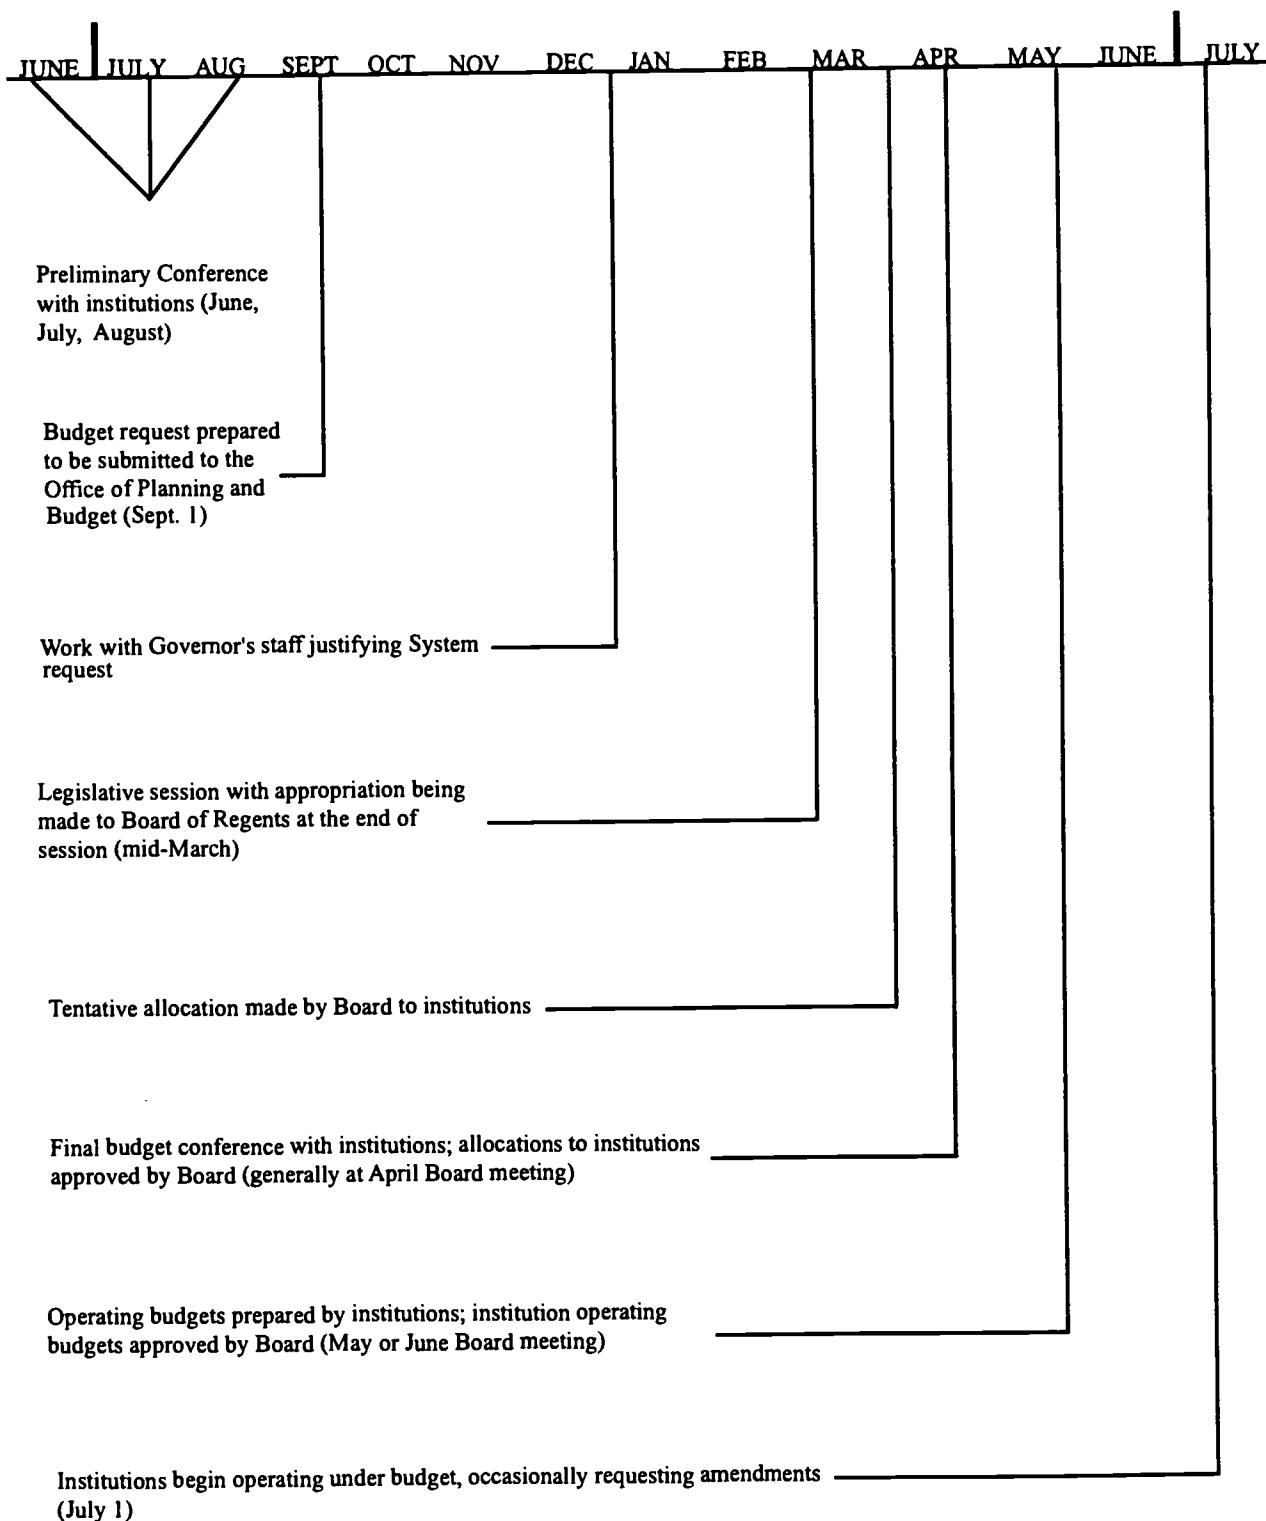 JUNE JULY AUG SEPT OCT NOV DEC JAN FEB MAR APR MAY JUNE JULY
Preliminary Conference
with institutions (June,
July, August)
Budget request prepared
to be submitted to the
Office of Planning and
Budget (Sept. 1)
Work with Governor's staff justifying System
request
Legislative session with appropriation being
made to Board of Regents at the end of
session (mid-March)
Tentative allocation made by Board to institutions
Final budget conference with institutions; allocations to institutions
approved by Board (generally at April Board meeting)
Operating budgets prepared by institutions; institution operating
budgets approved by Board (May or June Board meeting)
Institutions begin operating under budget, occasionally requesting amendments
(July 1)